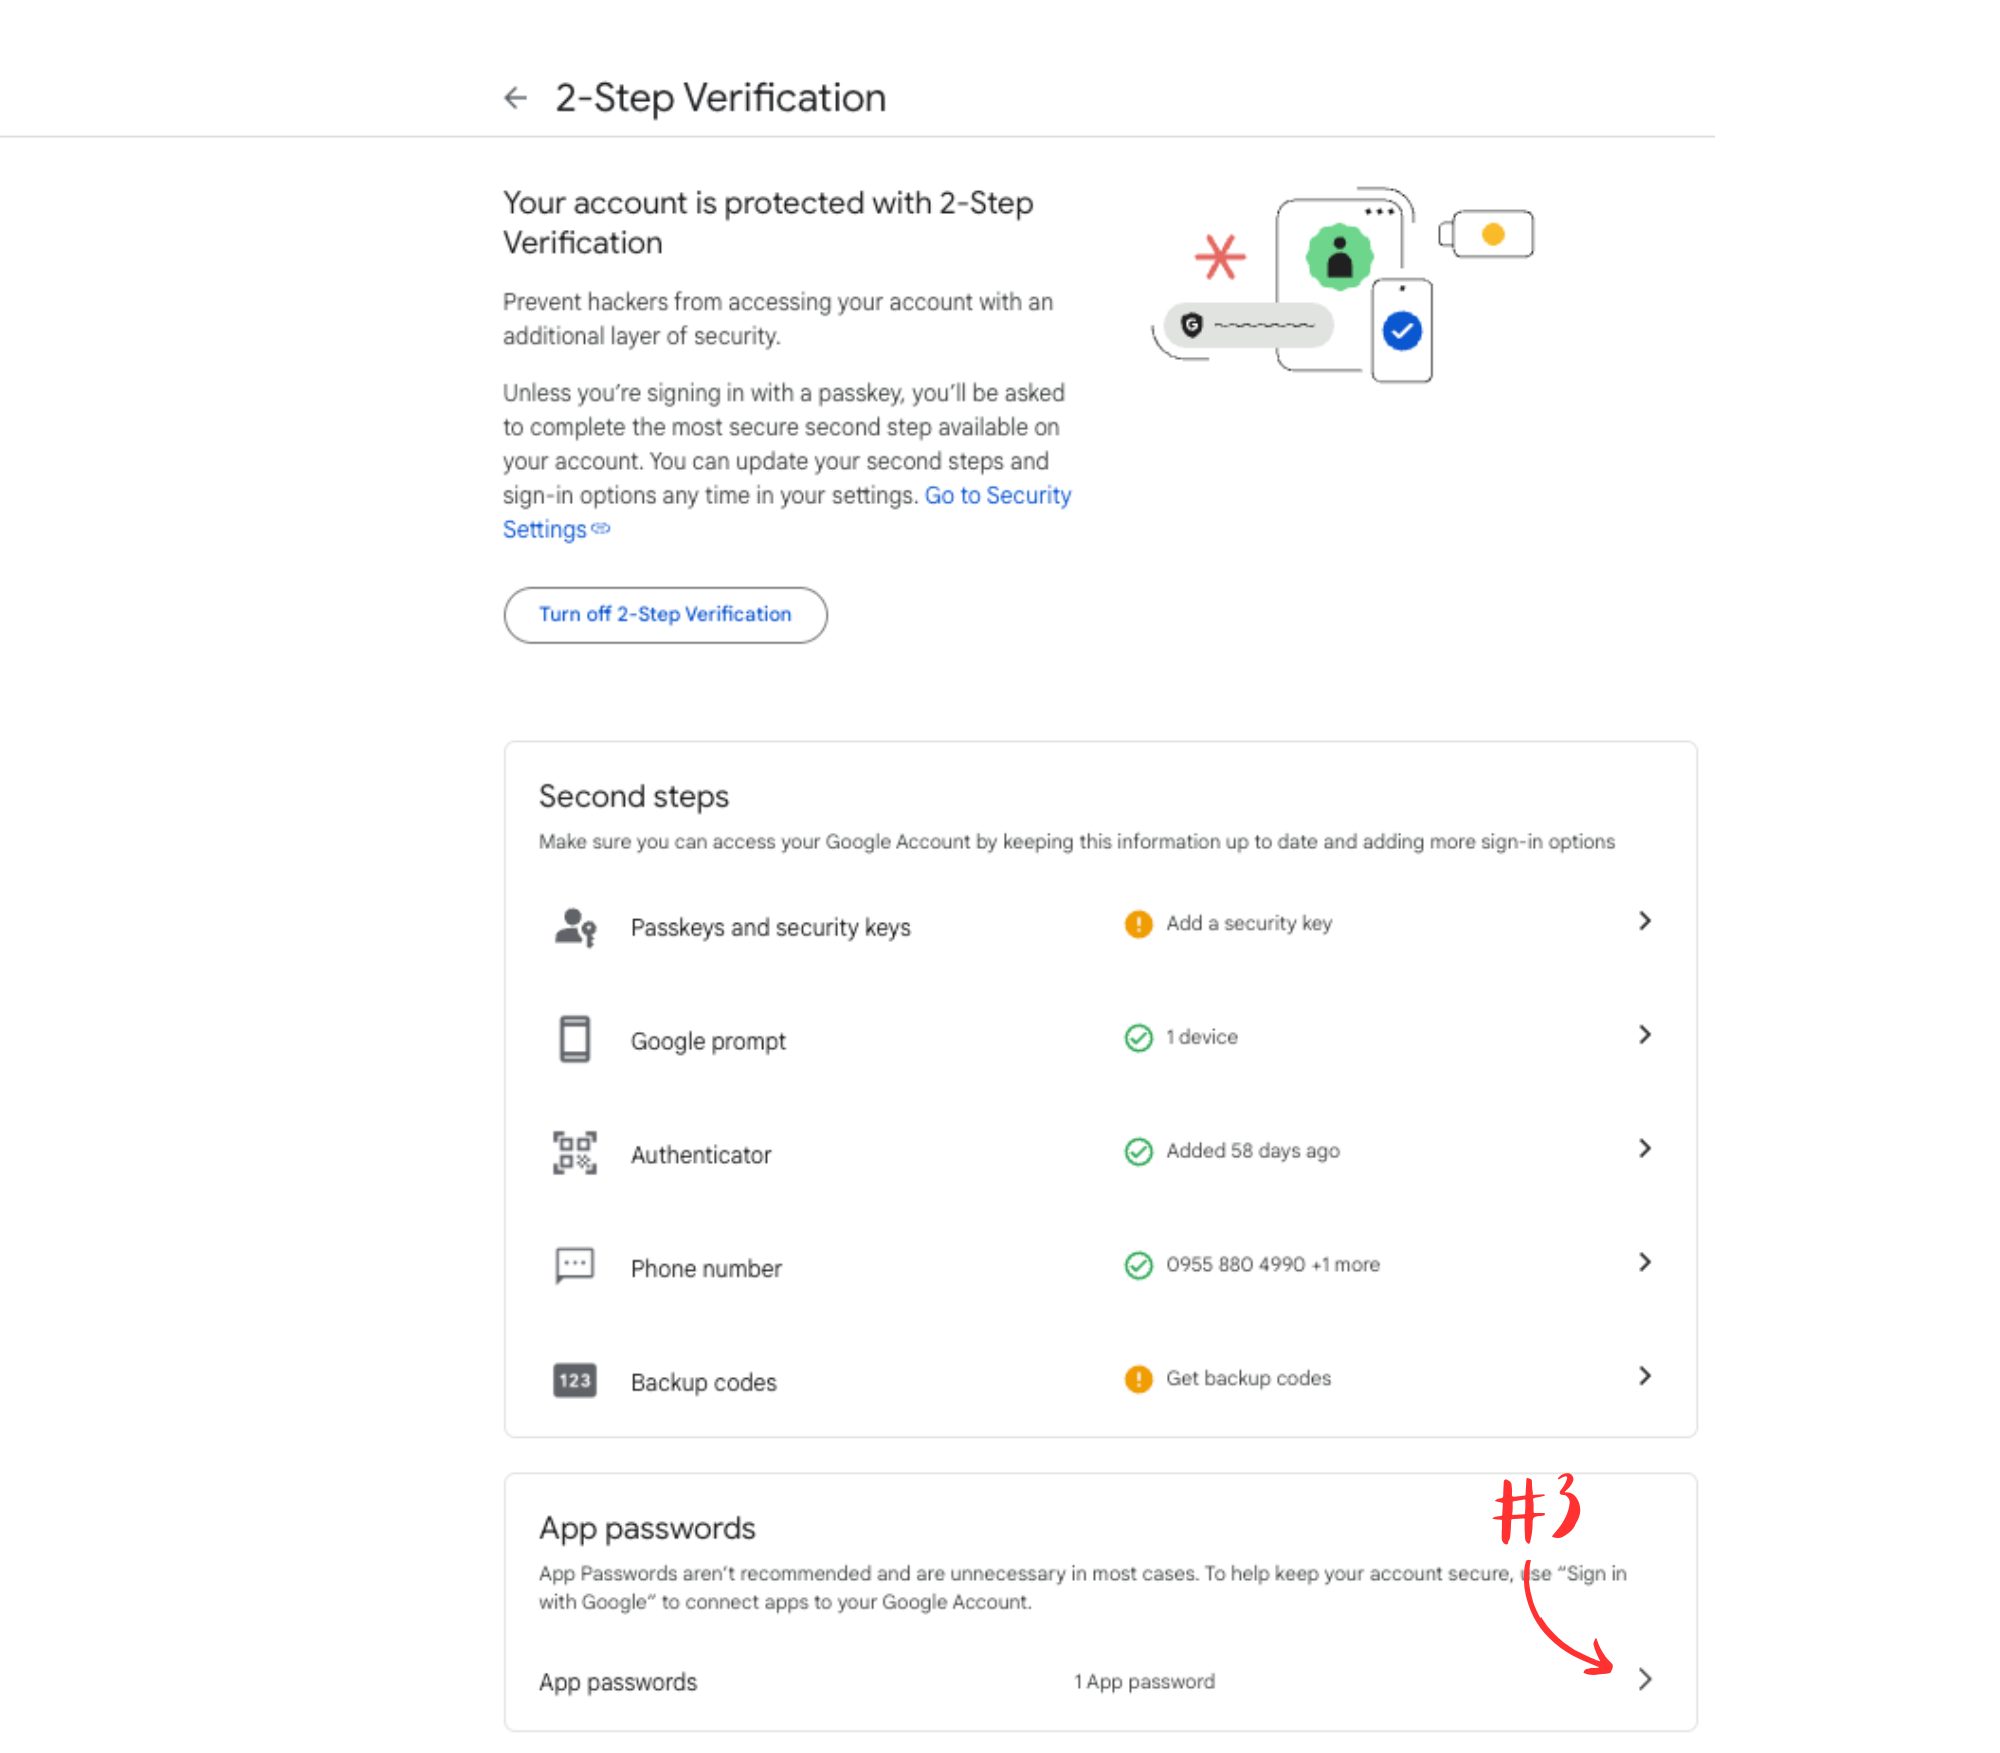 2-Step Verification
Your account is protected with 2-Step
Verification
Prevent hackers from accessing your account with an
additional layer of security.
Unless you're signing in with a passkey, you'll be asked
to complete the most secure second step available on
your account. You can update your second steps and
sign-in options any time in your settings. Go to Security
Settings
Turn off 2-Step Verification
Second steps
Make sure you can access your Google Account by keeping this information up to date and adding more sign-in options
Passkeys and security keys
Add a security key
Google prompt
1 device
Authenticator
Added 58 days ago
Phone number
0955 880 4990 +1 more
123
Backup codes
Get backup codes
#3
App passwords
App Passwords aren't recommended and are unnecessary in most cases. To help keep your account secure, use “Sign in
with Google” to connect apps to your Google Account.
App passwords
1 App password